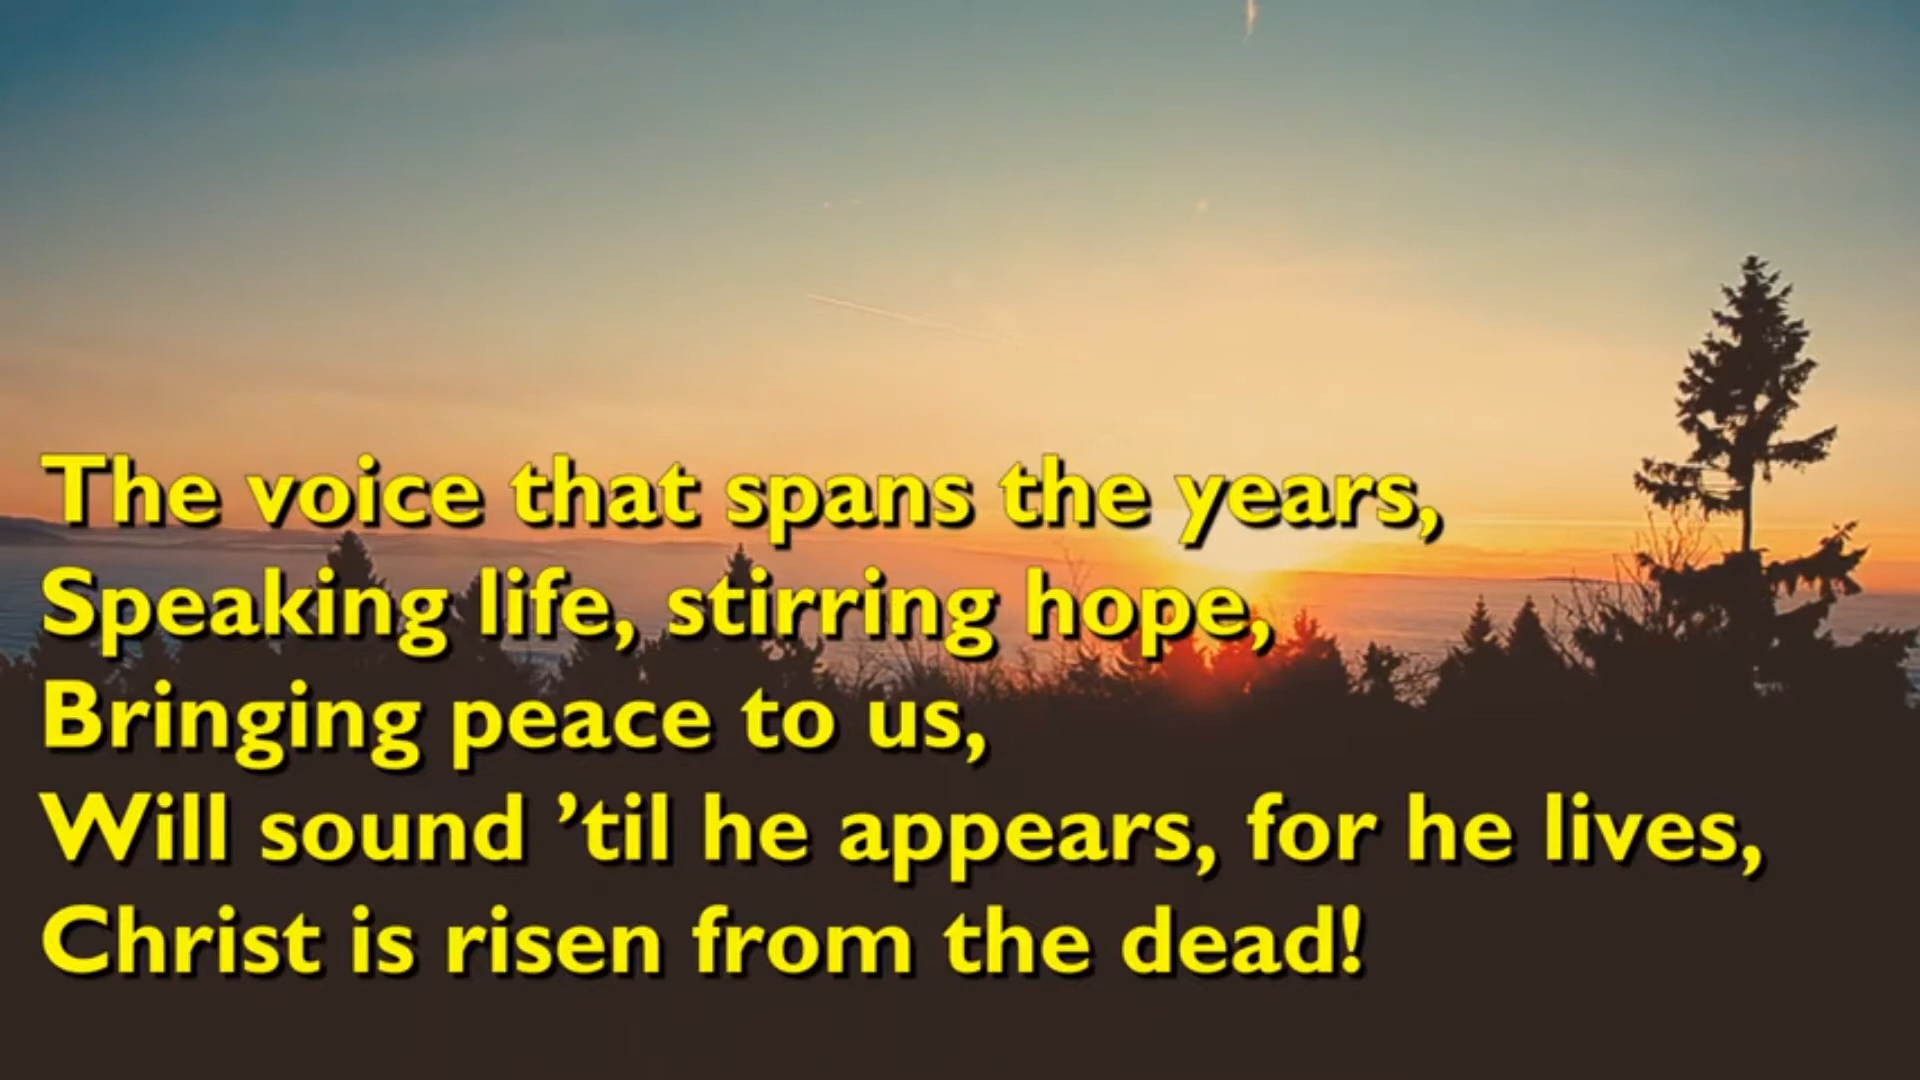 The voice that spans the years,
Speaking life, stirring hope,
Bringing peace to us,
Will sound ’til he appears, for he lives,
Christ is risen from the dead!